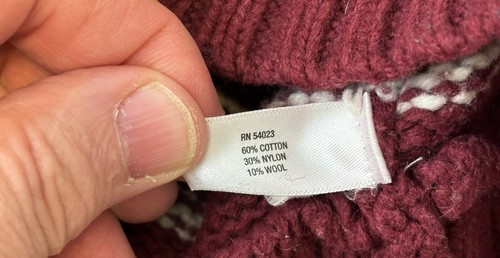 RN 54023
60% COTTON
30% NYLON
10% WOOL